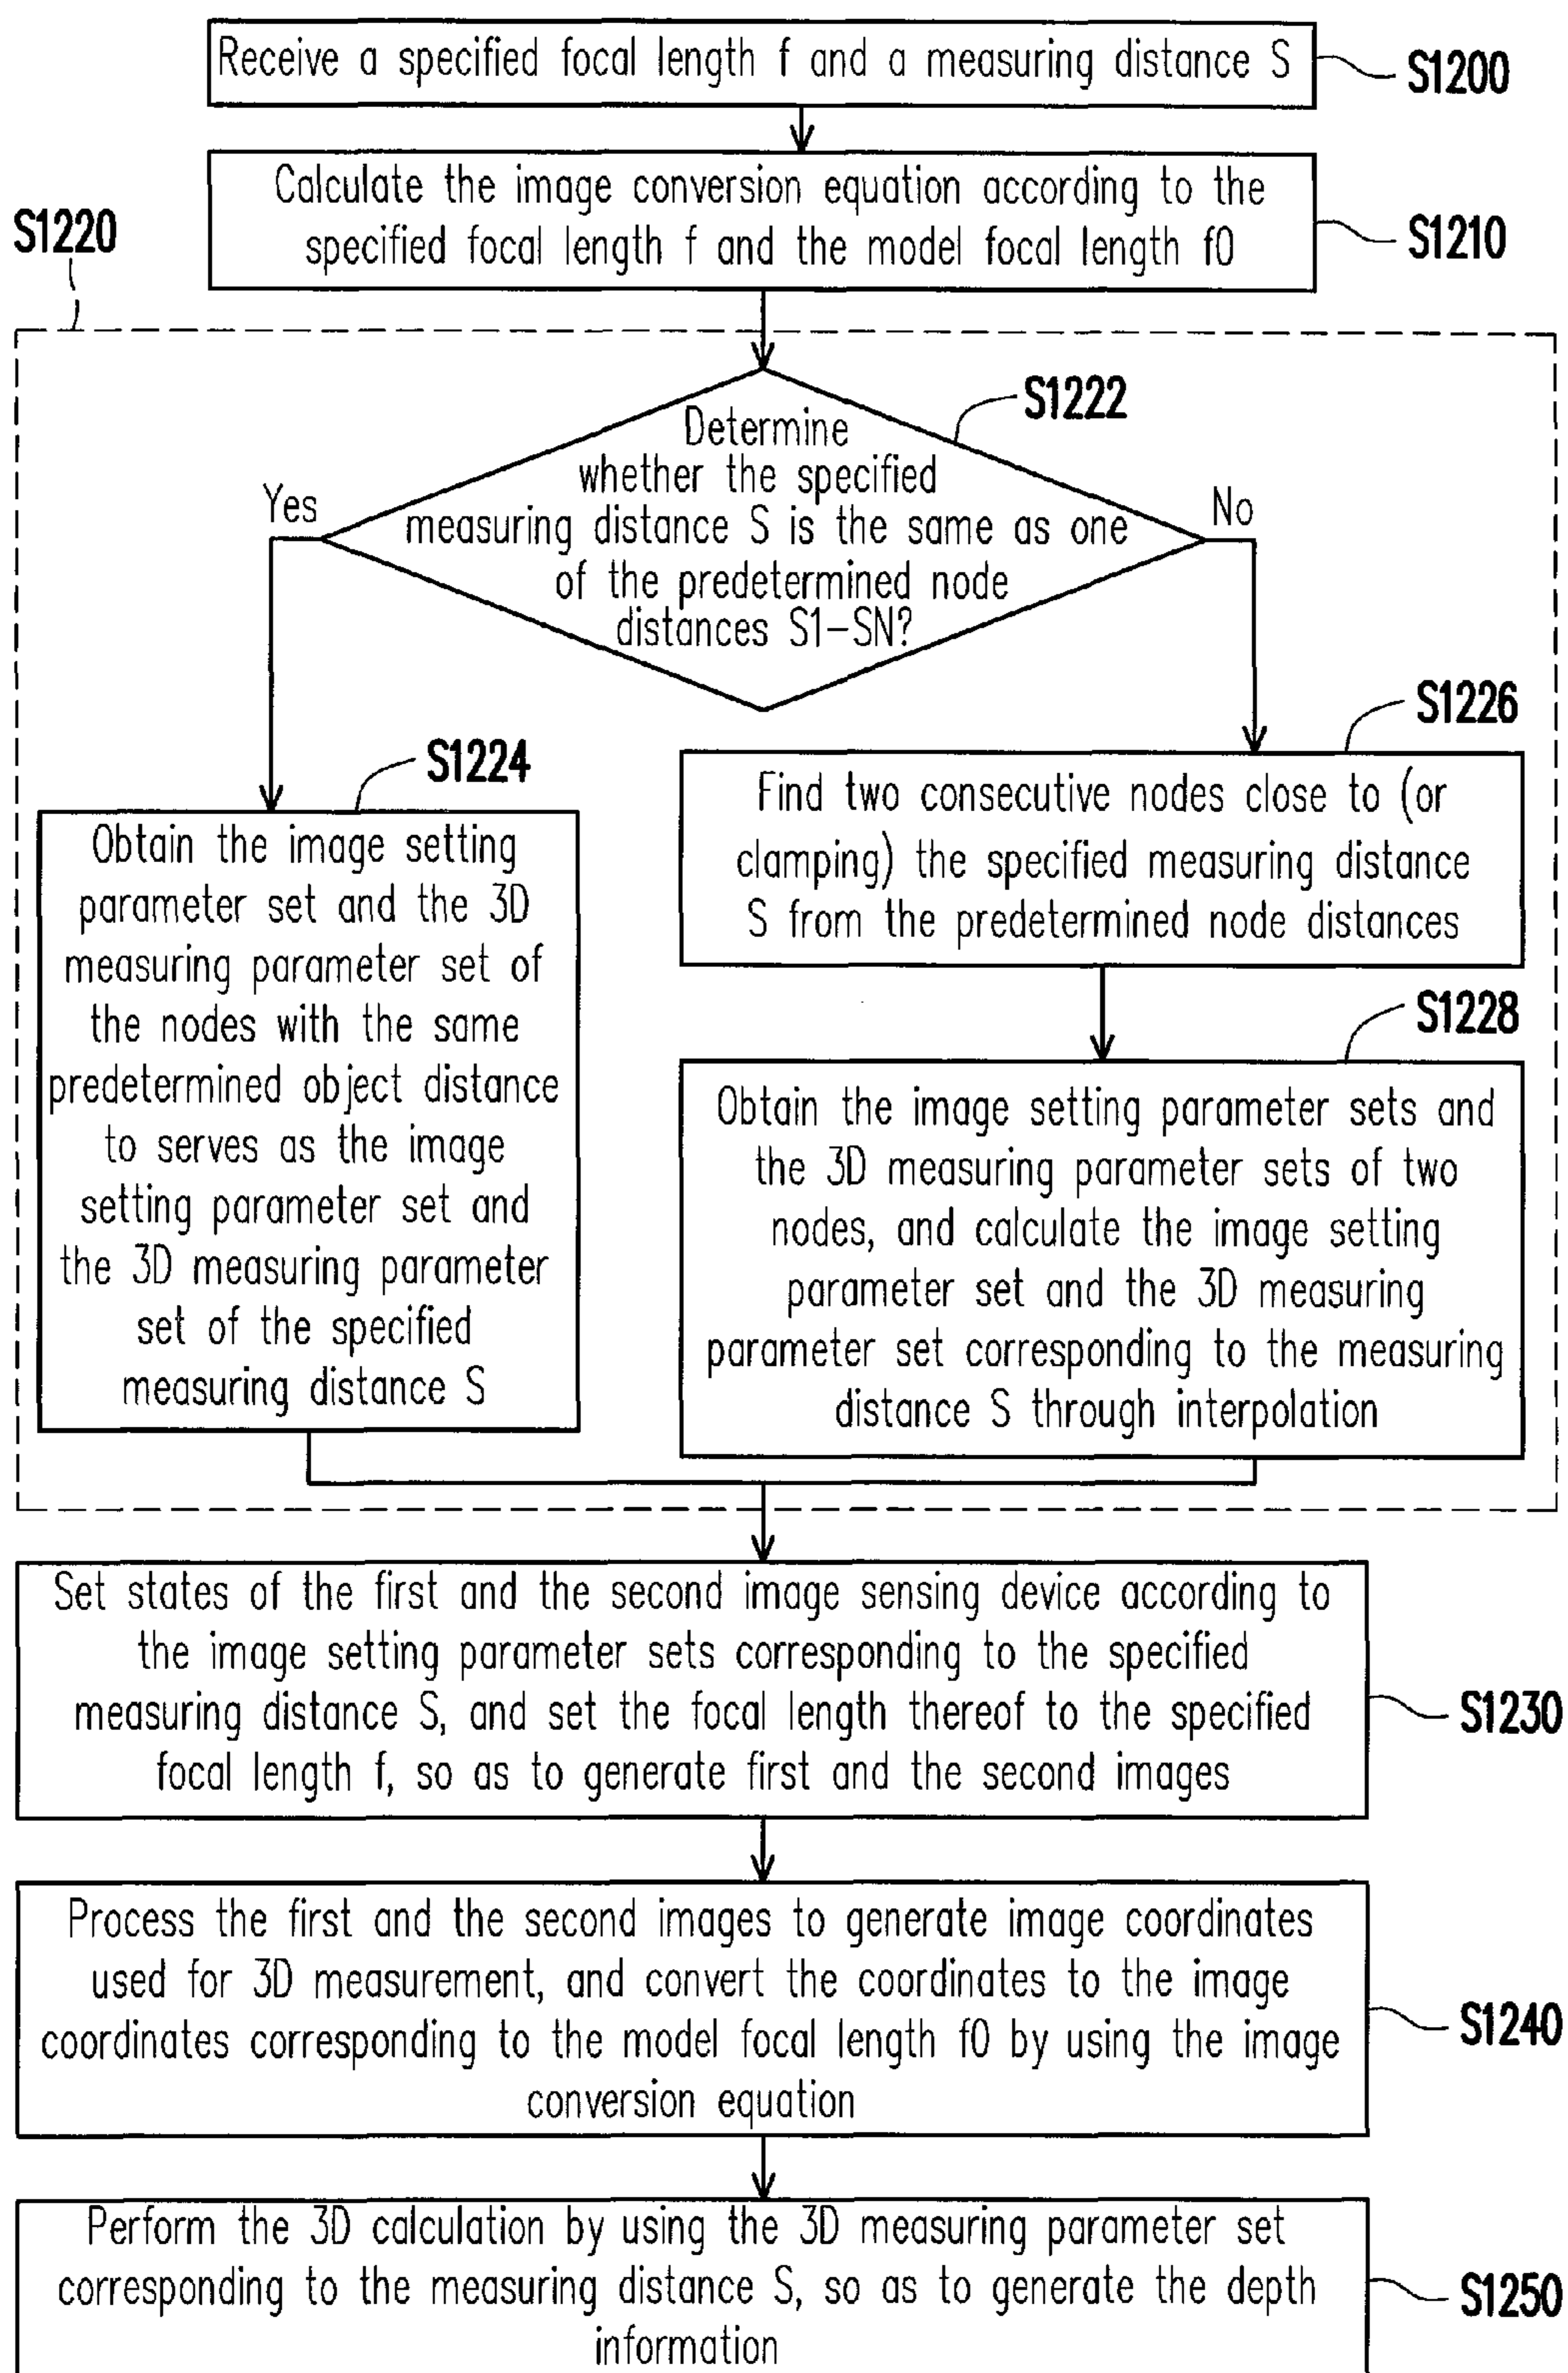 Receive a specified focal length f and a measuring distance S
S1200
Calculate the image conversion equation according to the
specified focal length f and the model focal length f0
S1210
S1220
S1222
Determine
whether the specified
measuring distance S is the same as one
of the predetermined node
distances S1-SN?
Yes
No
S1224
Obtain the image setting
parameter set and the 3D
measuring parameter set of
the nodes with the same
predetermined object distance
to serves as the image
setting parameter set and
the 3D measuring parameter
set of the specified
measuring distance S
S1226
Find two consecutive nodes close to (or
clamping) the specified measuring distance
S from the predetermined node distances
S1228
Obtain the image setting parameter sets and
the 3D measuring parameter sets of two
nodes, and calculate the image setting
parameter set and the 3D measuring
parameter set corresponding to the measuring
distance S through interpolation
Set states of the first and the second image sensing device according to
the image setting parameter sets corresponding to the specified
measuring distance S, and set the focal length thereof to the specified
focal length f, so as to generate first and the second images
S1230
Process the first and the second images to generate image coordinates
used for 3D measurement, and convert the coordinates to the image
coordinates corresponding to the model focal length f0 by using the image
conversion equation
S1240
Perform the 3D calculation by using the 3D measuring parameter set
corresponding to the measuring distance S, so as to generate the depth
information
S1250